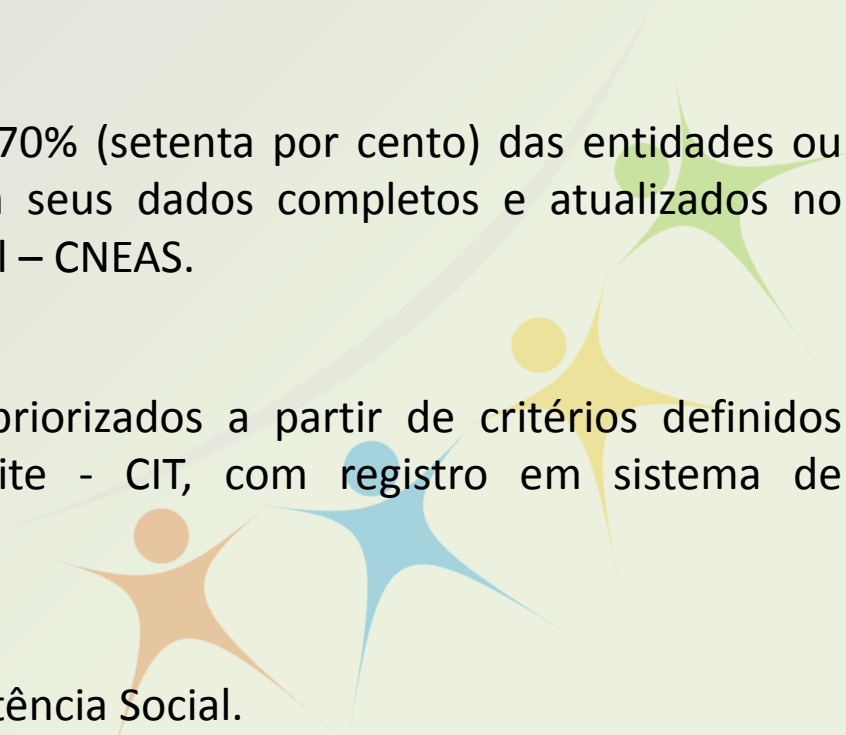 70% (setenta por cento) das entidades ou
seus dados completos e atualizados no
– CNEAS.
priorizados a partir de critérios definidos
ite - CIT, com registro em sistema de
tência Social.